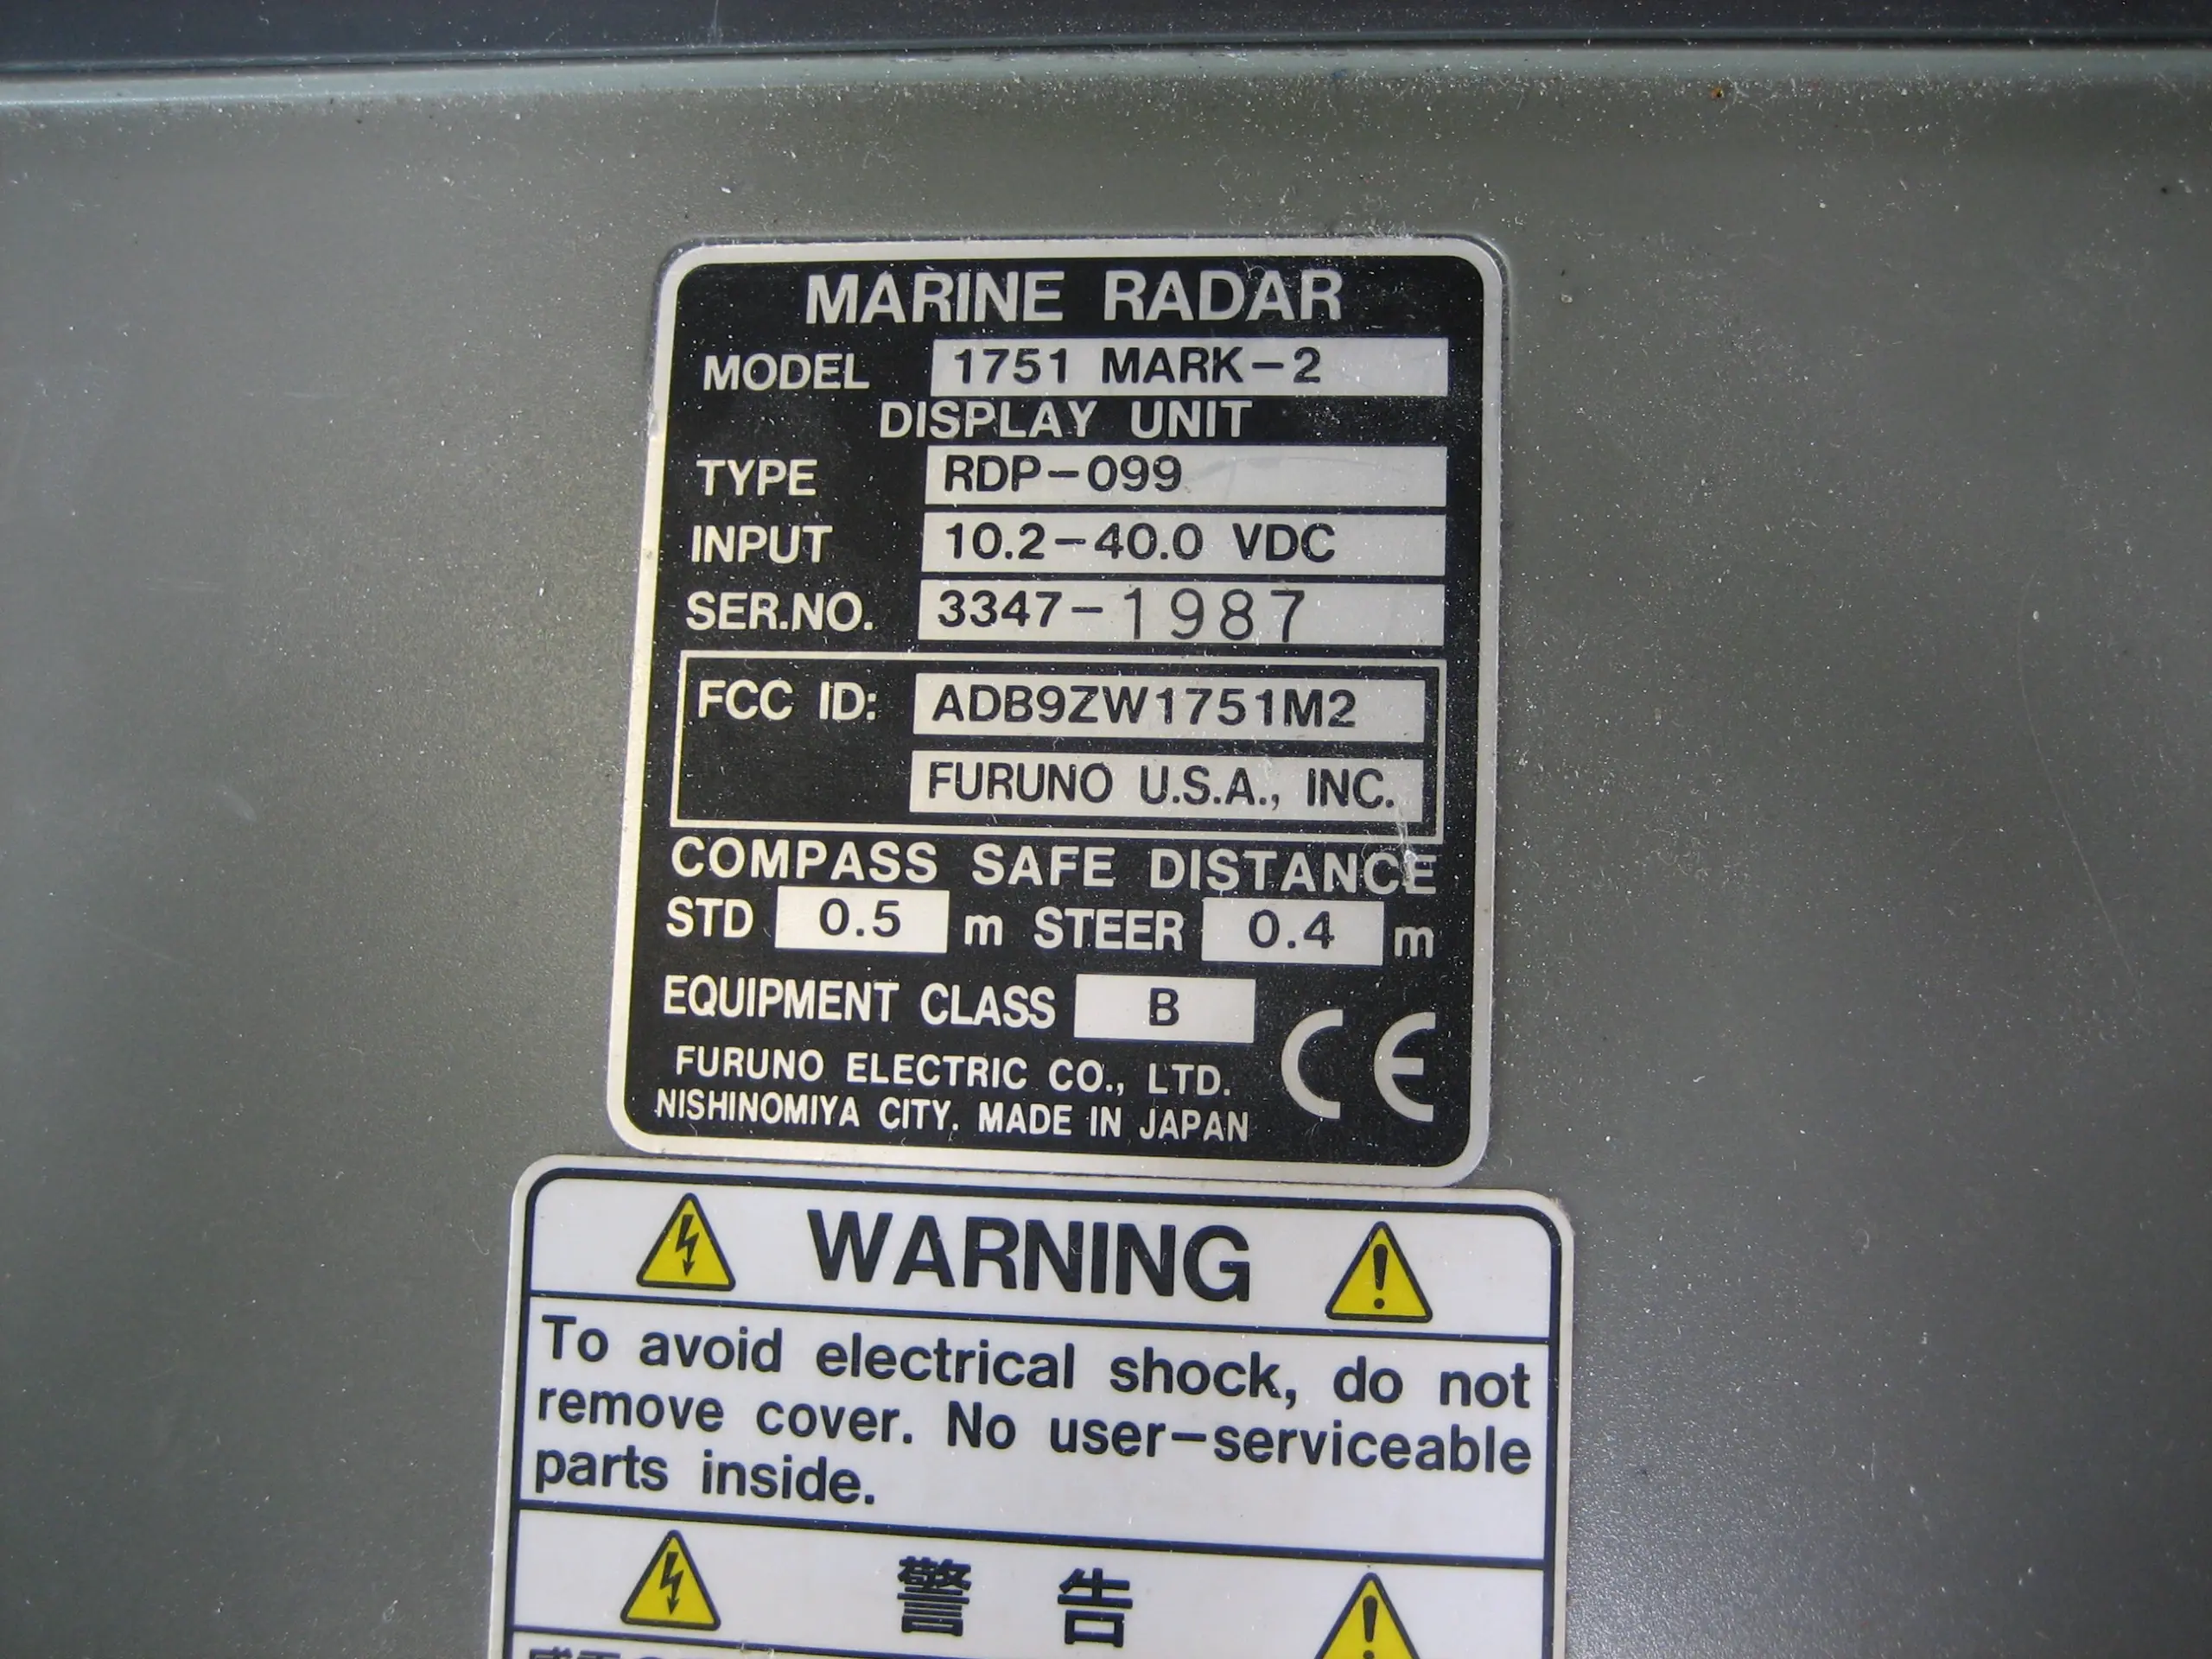 MARINE RADAR
MODEL 1751 MARK-2
DISPLAY UNIT
TYPE RDP-099
INPUT 10.2-40.0 VDC
SER.NO. 3347-1987
FCC ID: ADB9ZW1751M2
FURUNO U.S.A., INC.
COMPASS SAFE DISTANCE
STD 0.5 m STEER 0.4 m
EQUIPMENT CLASS B
CE
FURUNO ELECTRIC CO., LTD.
NISHINOMIYA CITY. MADE IN JAPAN
WARNING
To avoid electrical shock, do not
remove cover. No user-serviceable
parts inside.
警告